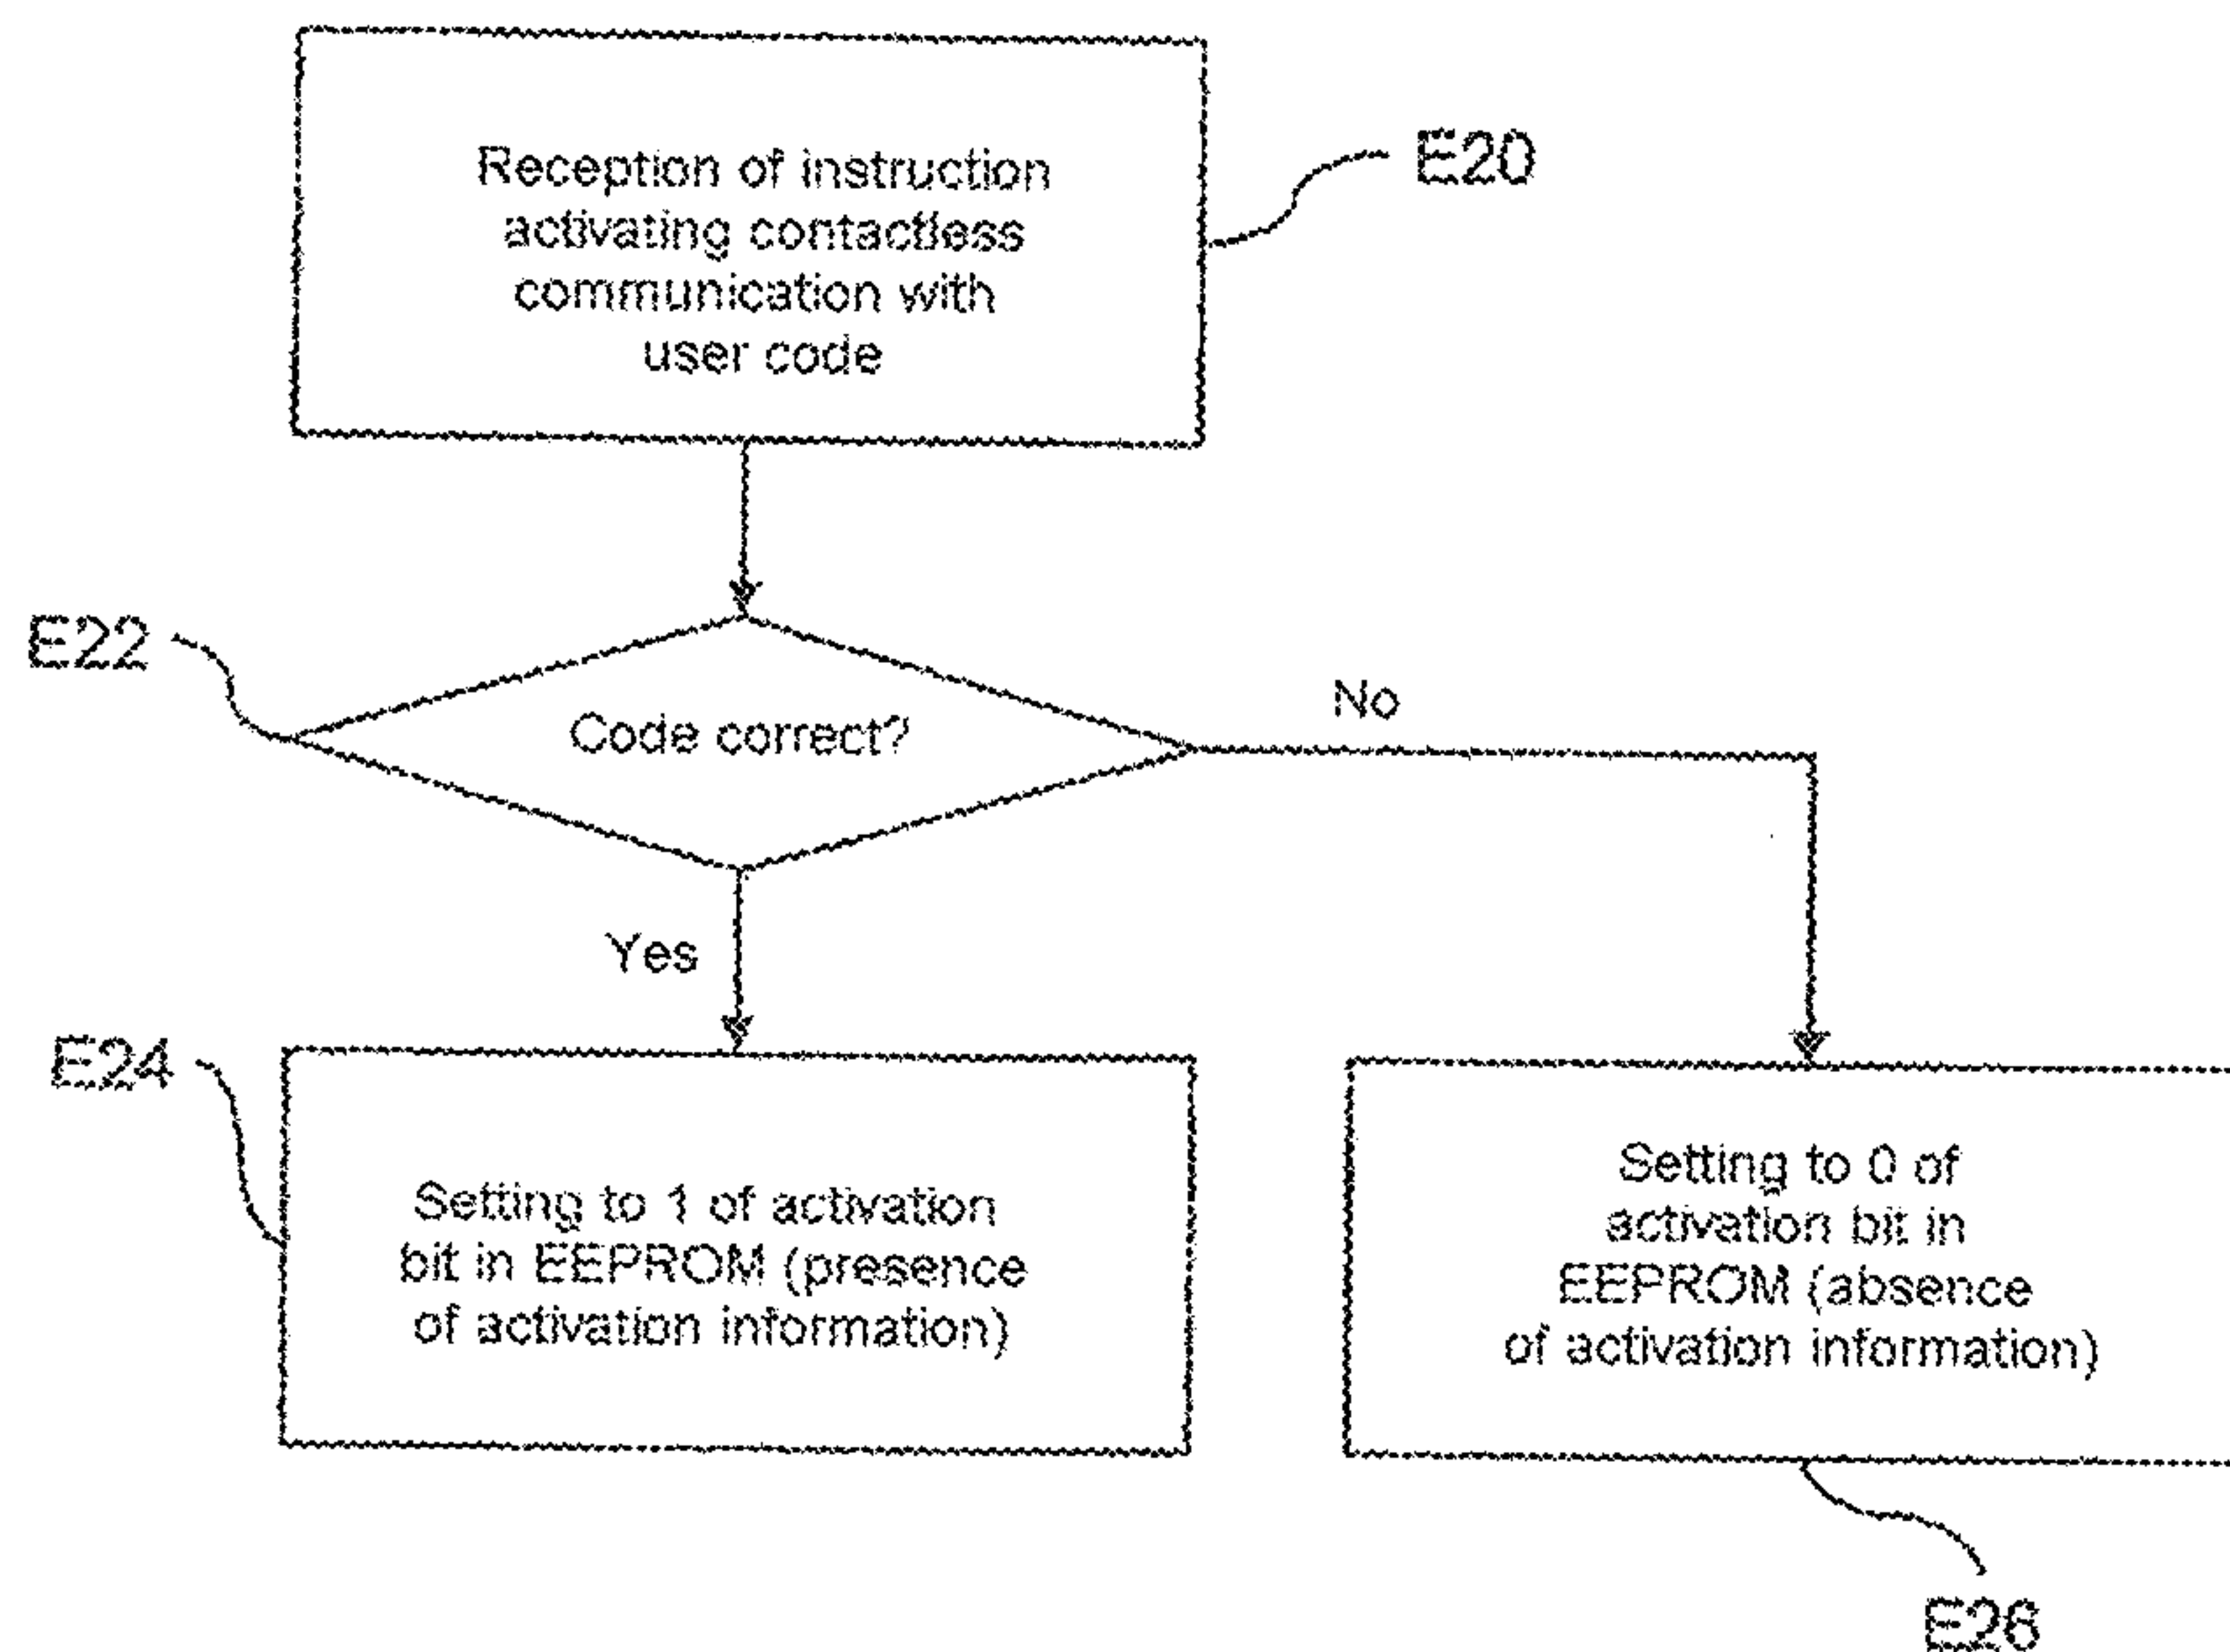 Reception of instruction
activating contactless
communication with
user code
E20
E22
Code correct?
No
Yes
E24
Setting to 1 of activation
bit in EEPROM (presence
of activation information)
Setting to 0 of
activation bit in
EEPROM (absence
of activation information)
E26